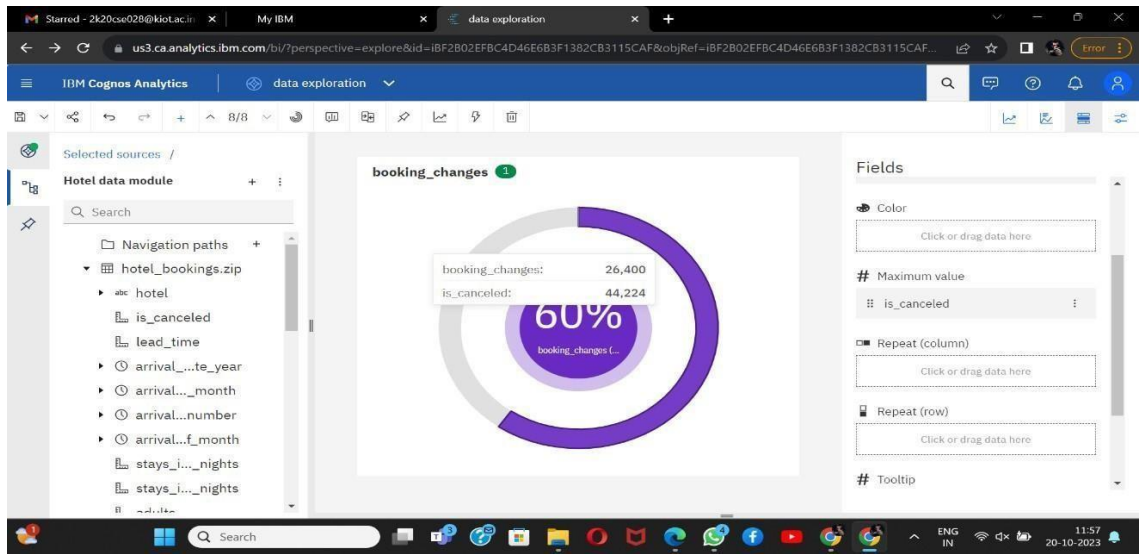 Starred - 2k20cse028@kiot.ac.in
My IBM
data exploration
us3.ca.analytics.ibm.com/bi/?perspective=explore&id=iBF2B02EFBC4D46E6B3F1382CB3115CAF&objRef=iBF2B02EFBC4D46E6B3F1382CB3115CAF...
Error
IBM Cognos Analytics
data exploration
8/8
Selected sources /
Hotel data module
Search
Navigation paths
hotel_bookings.zip
abc hotel
is_canceled
lead_time
arrival_...te_year
arrival..._month
arrival...number
arrival...f_month
stays_i..._nights
stays_i..._nights
adults
booking_changes 1
booking_changes: 26,400
is_canceled: 44,224
60%
booking_changes (...
Fields
Color
Click or drag data here
# Maximum value
is_canceled
Repeat (column)
Click or drag data here
Repeat (row)
Click or drag data here
# Tooltip
1
Search
3
4
ENG
IN
11:57
20-10-2023